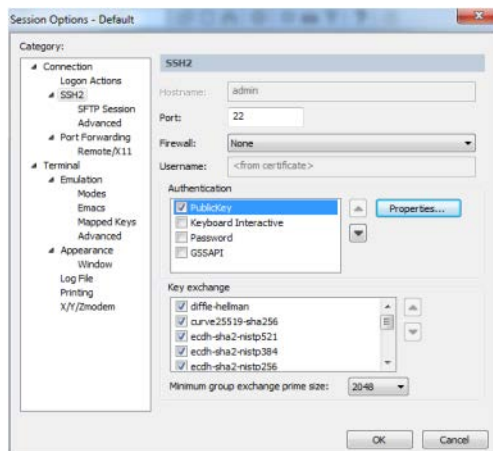 Session Options - Default
Category:
Connection
Logon Actions
SSH2
SFTP Session
Advanced
Port Forwarding
Remote/X11
Terminal
Emulation
Modes
Emacs
Mapped Keys
Advanced
Appearance
Window
Log File
Printing
X/Y/Zmodem
SSH2
Hostname: admin
Port: 22
Firewall: None
Username: <from certificate>
Authentication
PublicKey
Keyboard Interactive
Password
GSSAPI
Properties...
Key exchange
diffie-hellman
curve25519-sha256
ecdh-sha2-nistp521
ecdh-sha2-nistp384
ecdh-sha2-nistp256
Minimum group exchange prime size: 2048
OK Cancel